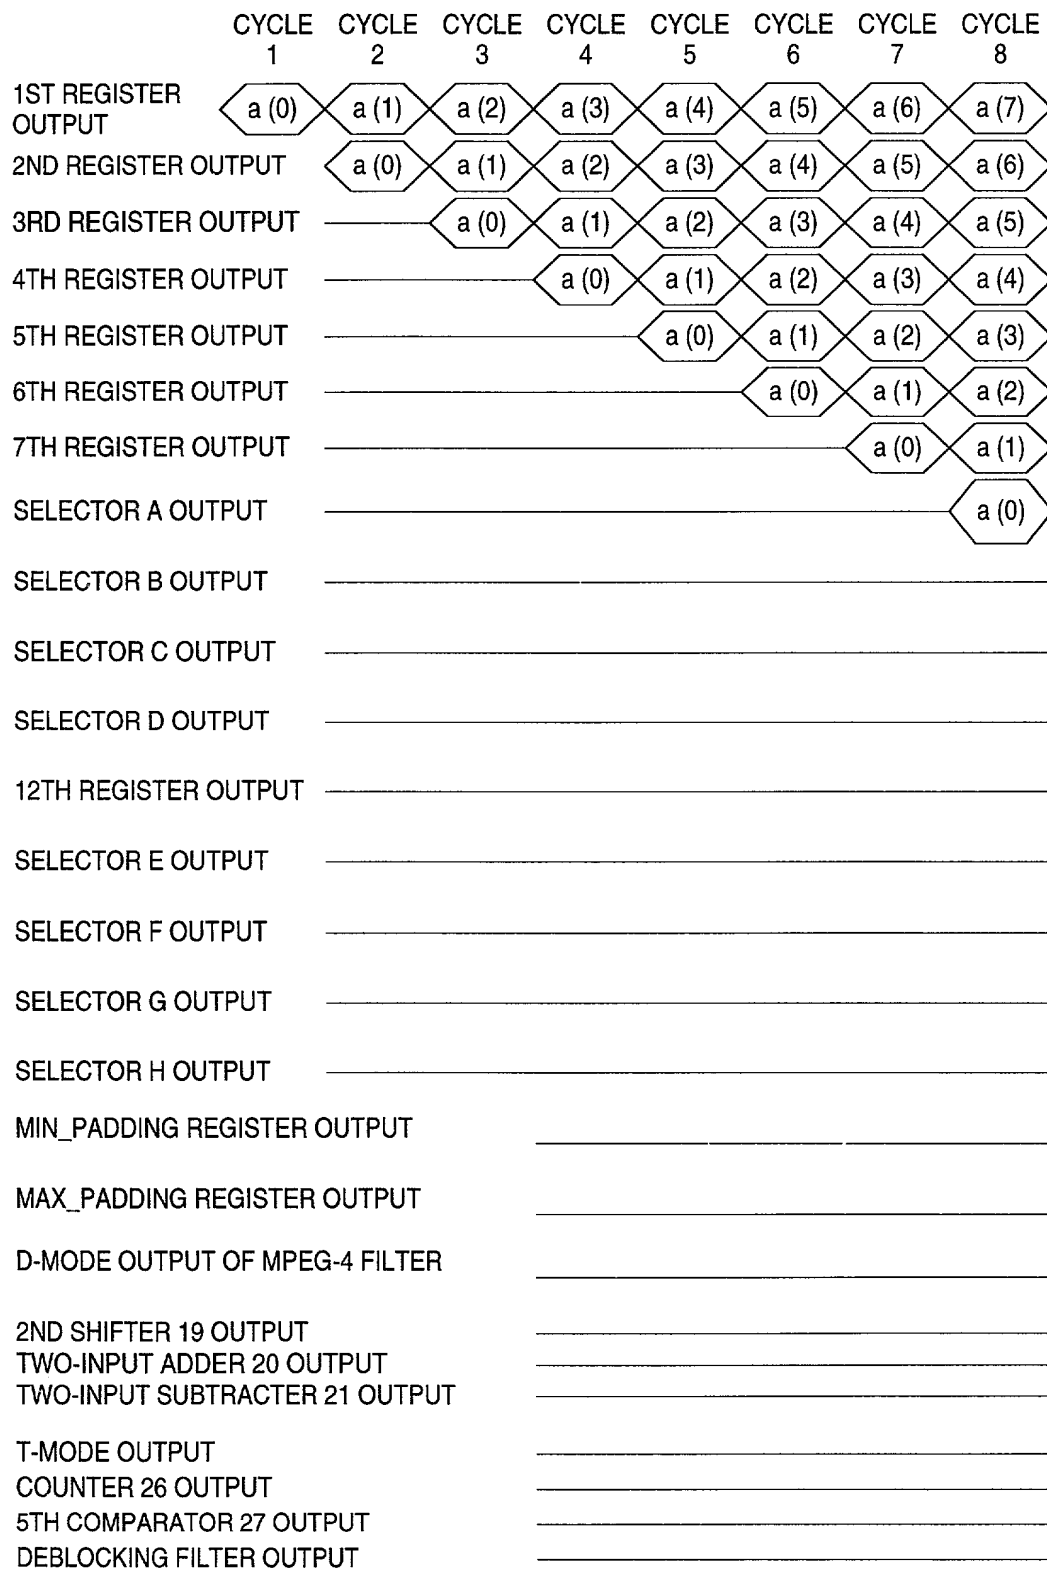 CYCLE CYCLE CYCLE CYCLE CYCLE CYCLE CYCLE CYCLE
1 2 3 4 5 6 7 8
1ST REGISTER
OUTPUT a (0) a (1) a (2) a (3) a (4) a (5) a (6) a (7)
2ND REGISTER OUTPUT a (0) a (1) a (2) a (3) a (4) a (5) a (6)
3RD REGISTER OUTPUT a (0) a (1) a (2) a (3) a (4) a (5)
4TH REGISTER OUTPUT a (0) a (1) a (2) a (3) a (4)
5TH REGISTER OUTPUT a (0) a (1) a (2) a (3)
6TH REGISTER OUTPUT a (0) a (1) a (2)
7TH REGISTER OUTPUT a (0) a (1)
SELECTOR A OUTPUT a (0)
SELECTOR B OUTPUT
SELECTOR C OUTPUT
SELECTOR D OUTPUT
12TH REGISTER OUTPUT
SELECTOR E OUTPUT
SELECTOR F OUTPUT
SELECTOR G OUTPUT
SELECTOR H OUTPUT
MIN_PADDING REGISTER OUTPUT
MAX_PADDING REGISTER OUTPUT
D-MODE OUTPUT OF MPEG-4 FILTER
2ND SHIFTER 19 OUTPUT
TWO-INPUT ADDER 20 OUTPUT
TWO-INPUT SUBTRACTER 21 OUTPUT
T-MODE OUTPUT
COUNTER 26 OUTPUT
5TH COMPARATOR 27 OUTPUT
DEBLOCKING FILTER OUTPUT